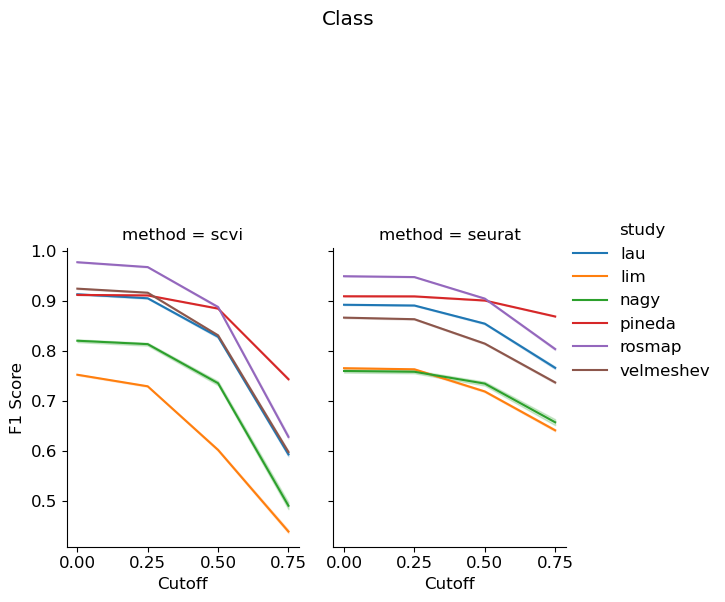 Class
method = scvi
method = seurat
study
lau
lim
nagy
pineda
rosmap
velmeshev
F1 Score
1.0
0.9
0.8
0.7
0.6
0.5
0.00 0.25 0.50 0.75
0.00 0.25 0.50 0.75
Cutoff
Cutoff